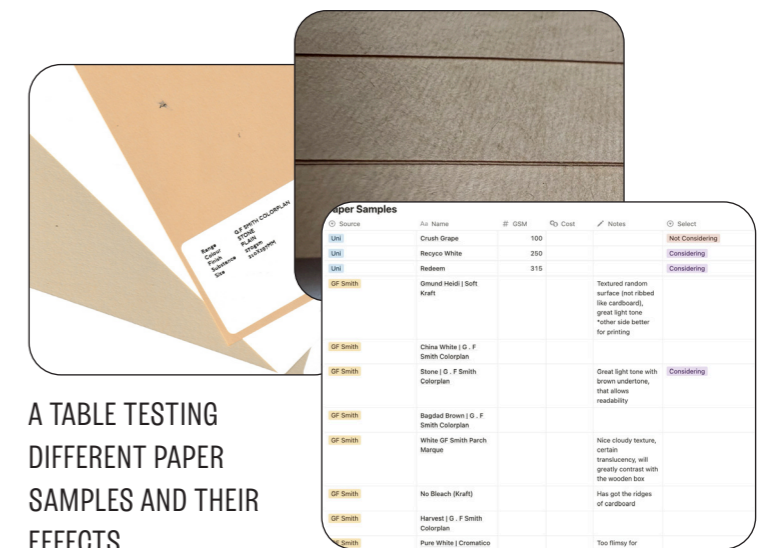 Range G.F SMITH COLORPLAN
Colour STONE
Finish PLAIN
Substance
Size
Paper Samples
Source Aa Name # GSM Cost Notes Select
Uni Crush Grape 100 Not Considering
Uni Recyco White 250 Considering
Uni Redeem 315 Considering
GF Smith Gmund Heidi | Soft Textured random
Kraft surface (not ribbed
like cardboard),
great light tone
*other side better
for printing
GF Smith China White | G . F
Smith Colorplan
GF Smith Stone | G . F Smith Great light tone with Considering
Colorplan brown undertone,
that allows
readability
GF Smith Bagdad Brown | G . F
Smith Colorplan
GF Smith White GF Smith Parch Nice cloudy texture,
Marque certain
translucency, will
greatly contrast with
the wooden box
GF Smith No Bleach (Kraft) Has got the ridges
of cardboard
GF Smith Harvest | G . F Smith
Colorplan
GF Smith Pure White | Cromatico Too flimsy for
A TABLE TESTING
DIFFERENT PAPER
SAMPLES AND THEIR
EFFECTS